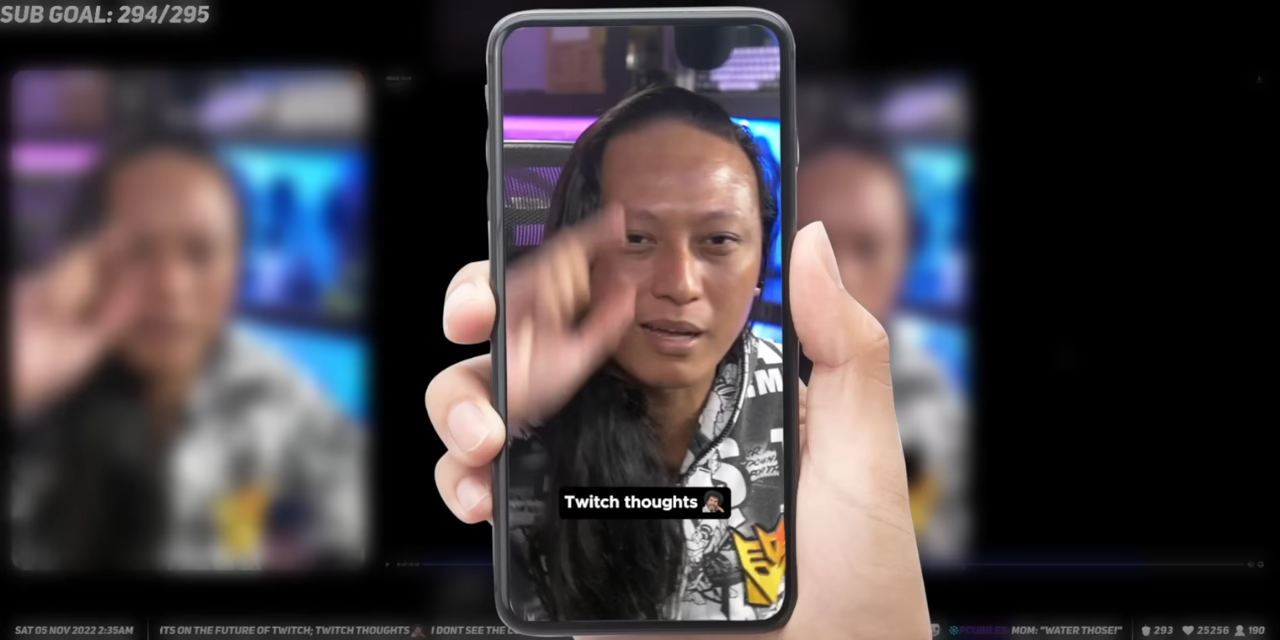 SUB GOAL: 294/295
Twitch thoughts
SAT 05 NOV 2022 2:35AM
ITS ON THE FUTURE OF TWITCH; TWITCH THOUGHTS
I DONT SEE THE
MOM: "WATER THOSE!"
293
25256
190